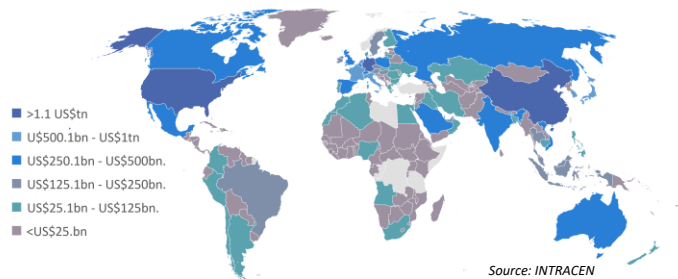 >1.1 US$tn
U$500.1bn - US$1tn
US$250.1bn - US$500bn.
US$125.1bn - US$250bn.
US$25.1bn - US$125bn.
<US$25.bn
Source: INTRACEN